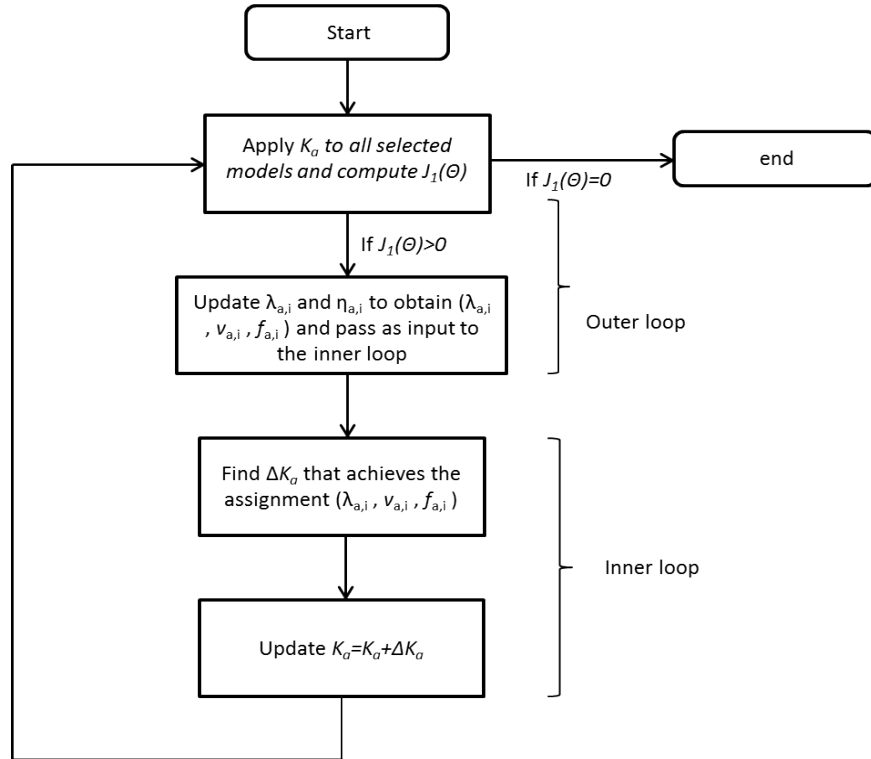 Start
Apply Kₐ to all selected
models and compute J₁(Θ)
end
If J₁(Θ)=0
If J₁(Θ)>0
Update λₐ,ᵢ and ηₐ,ᵢ to obtain (λₐ,ᵢ
, vₐ,ᵢ , fₐ,ᵢ ) and pass as input to
the inner loop
Outer loop
Find ΔKₐ that achieves the
assignment (λₐ,ᵢ , vₐ,ᵢ , fₐ,ᵢ )
Inner loop
Update Kₐ=Kₐ+ΔKₐ